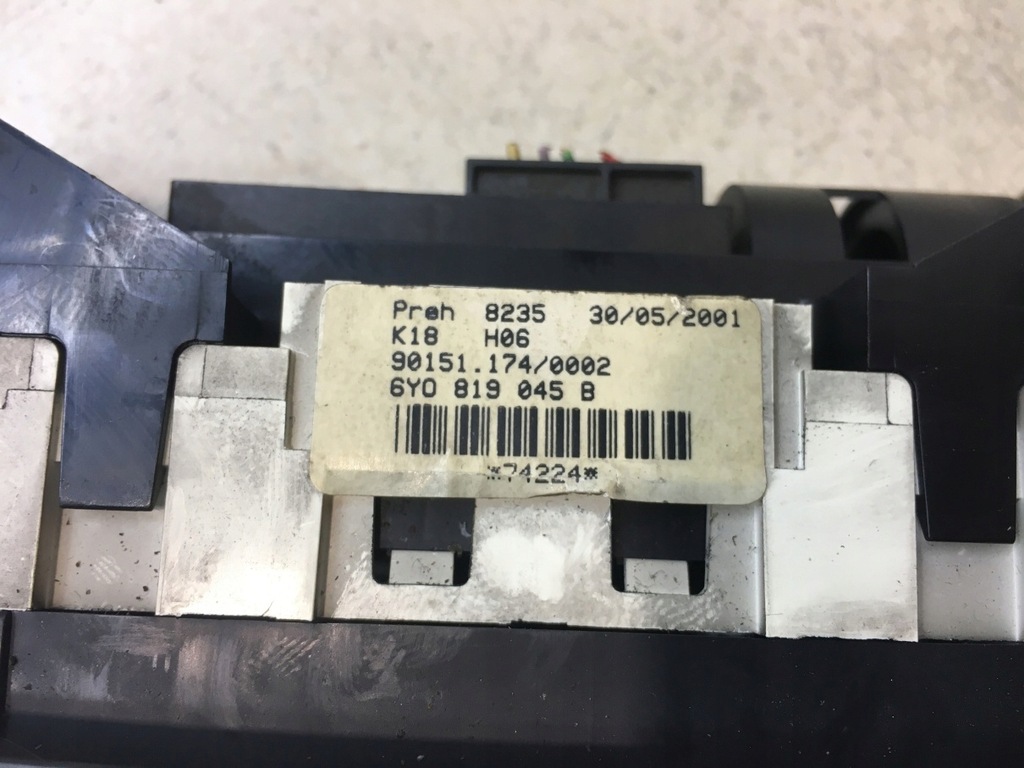 Preh 8235 30/05/2001
K18 H06
90151.174/0002
6Y0 819 045 B
*74224*